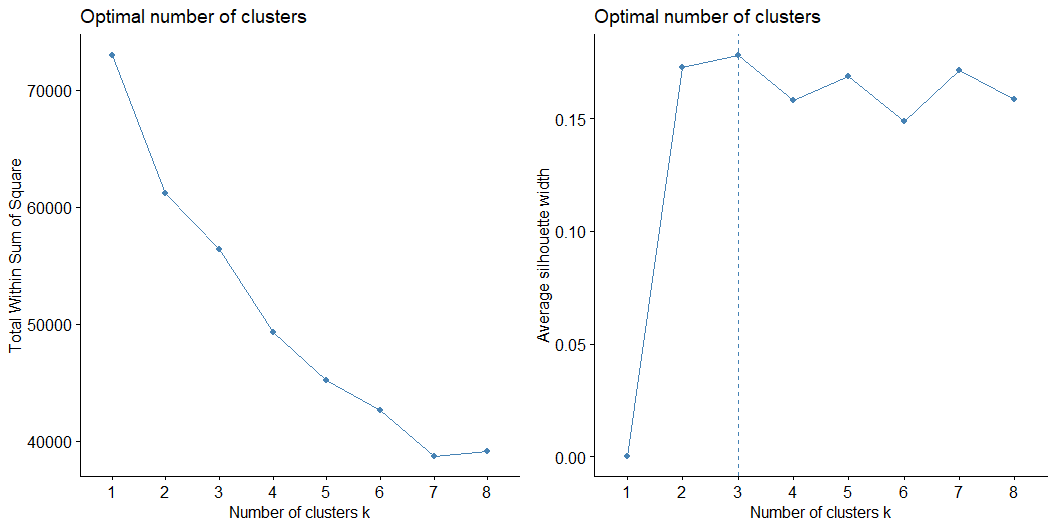 Optimal number of clusters
Total Within Sum of Square
70000
60000
50000
40000
1 2 3 4 5 6 7 8
Number of clusters k
Optimal number of clusters
Average silhouette width
0.15
0.10
0.05
0.00
1 2 3 4 5 6 7 8
Number of clusters k